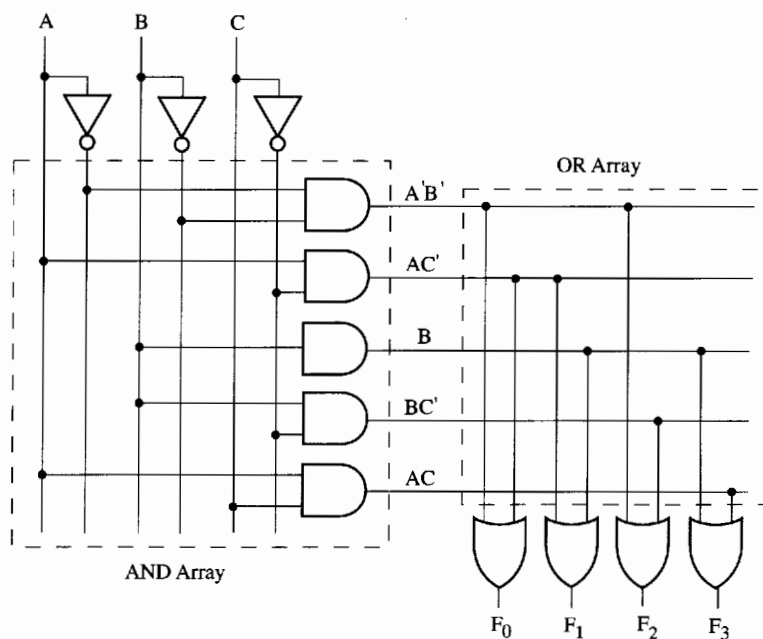 A B C
OR Array
A'B'
AC'
B
BC'
AC
AND Array
F0 F1 F2 F3